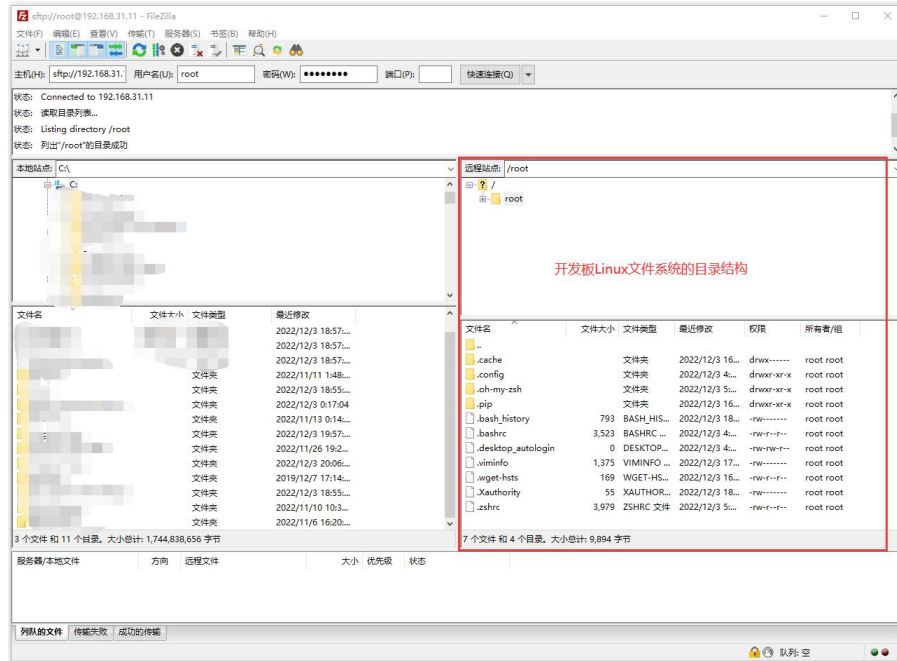 sftp://root@192.168.31.11 - FileZilla
文件(F) 编辑(E) 查看(V) 传输(T) 服务器(S) 书签(B) 帮助(H)
主机(H): sftp://192.168.31. 用户名(U): root 密码(W): ●●●●●●●● 端口(P): 快速连接(Q)
状态: Connected to 192.168.31.11
状态: 读取目录列表...
状态: Listing directory /root
状态: 列出"/root"的目录成功
本地站点: C:\
C:
远程站点: /root
/
root
开发板Linux文件系统的目录结构
文件名 文件大小 文件类型 最近修改
2022/12/3 18:57:...
2022/12/3 18:57:...
2022/12/3 18:57:...
文件夹 2022/11/11 1:48:...
文件夹 2022/12/3 18:55:...
文件夹 2022/12/3 0:17:04
文件夹 2022/11/13 0:14:...
文件夹 2022/12/3 19:57:...
文件夹 2022/11/26 19:2...
文件夹 2022/12/3 20:06:...
文件夹 2019/12/7 17:14:...
文件夹 2022/12/3 18:55:...
文件夹 2022/11/10 10:3...
文件夹 2022/11/6 16:20:...
3 个文件 和 11 个目录。大小总计: 1,744,838,656 字节
文件名 文件大小 文件类型 最近修改 权限 所有者/组
..
.cache 文件夹 2022/12/3 16... drwx------ root root
.config 文件夹 2022/12/3 4:... drwxr-xr-x root root
.oh-my-zsh 文件夹 2022/12/3 5:... drwxr-xr-x root root
.pip 文件夹 2022/12/3 16... drwxr-xr-x root root
.bash_history 793 BASH_HIS... 2022/12/3 18... -rw------- root root
.bashrc 3,523 BASHRC ... 2022/12/3 4:... -rw-r--r-- root root
.desktop_autologin 0 DESKTOP... 2022/12/3 4:... -rw-rw-r-- root root
.viminfo 1,375 VIMINFO ... 2022/12/3 17... -rw------- root root
.wget-hsts 169 WGET-HS... 2022/12/3 16... -rw-r--r-- root root
.Xauthority 55 XAUTHOR... 2022/12/3 18... -rw------- root root
.zshrc 3,979 ZSHRC 文件 2022/12/3 5:... -rw-r--r-- root root
7 个文件 和 4 个目录。大小总计: 9,894 字节
服务器/本地文件 方向 远程文件 大小 优先级 状态
列队的文件 传输失败 成功的传输
队列: 空